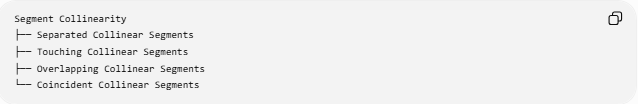 Segment Collinearity
├── Separated Collinear Segments
├── Touching Collinear Segments
├── Overlapping Collinear Segments
└── Coincident Collinear Segments